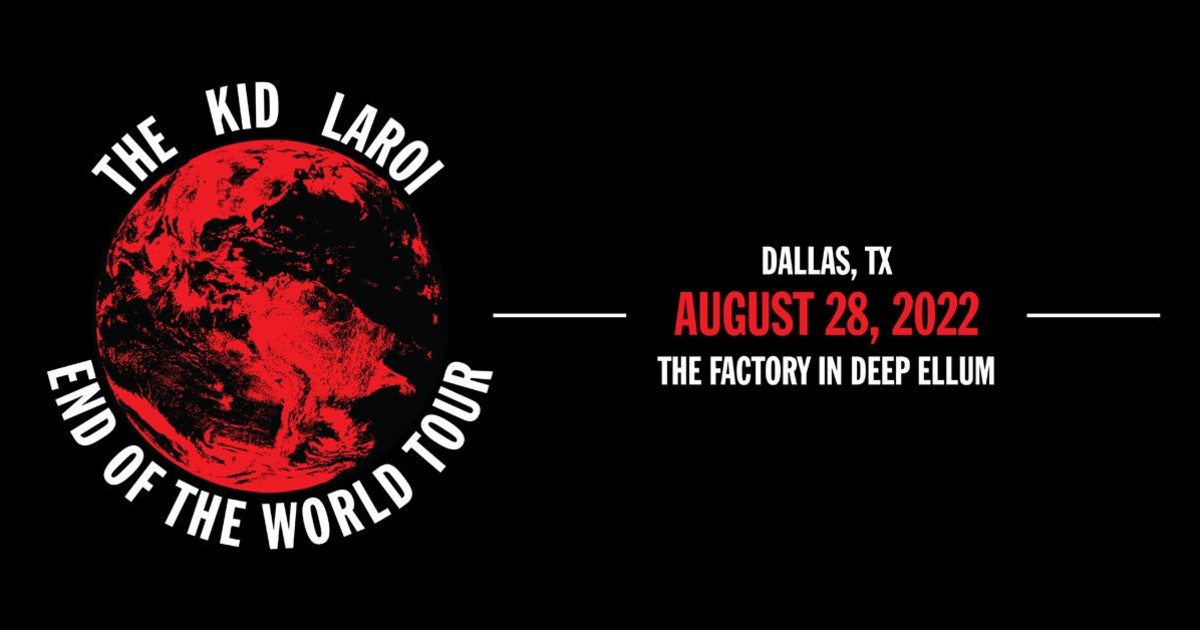 THE KID LAROI
END OF THE WORLD TOUR
DALLAS, TX
AUGUST 28, 2022
THE FACTORY IN DEEP ELLUM